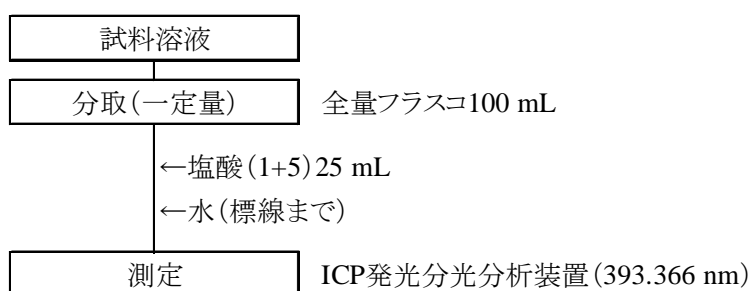 試料溶液
分取(一定量) 全量フラスコ100 mL
←塩酸(1+5)25 mL
←水(標線まで)
測定 ICP発光分光分析装置(393.366 nm)